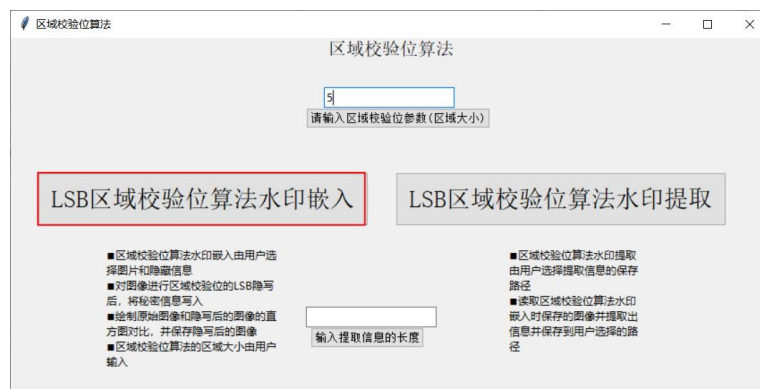 区域校验位算法
区域校验位算法
5
请输入区域校验位参数(区域大小)
LSB区域校验位算法水印嵌入
LSB区域校验位算法水印提取
■区域校验位算法水印嵌入由用户选
择图片和隐藏信息
■对图像进行区域校验位的LSB隐写
后，将秘密信息写入
■绘制原始图像和隐写后的图像的直
方图对比，并保存隐写后的图像
■区域校验位算法的区域大小由用户
输入
输入提取信息的长度
■区域校验位算法水印提取
由用户选择提取信息的保存
路径
■读取区域校验位算法水印
嵌入时保存的图像并提取出
信息并保存到用户选择的路
径